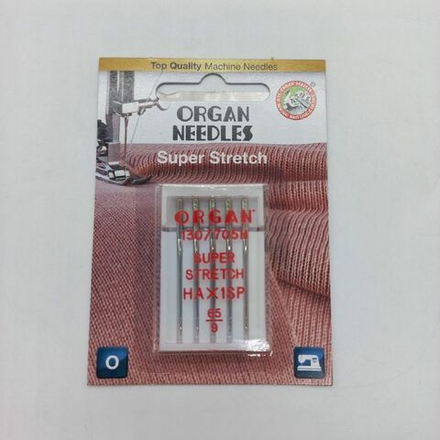 Top Quality Machine Needles
ORGAN
NEEDLES
Super Stretch
ORGAN
130/705H
SUPER
STRETCH
HAX1SP
65
9
O